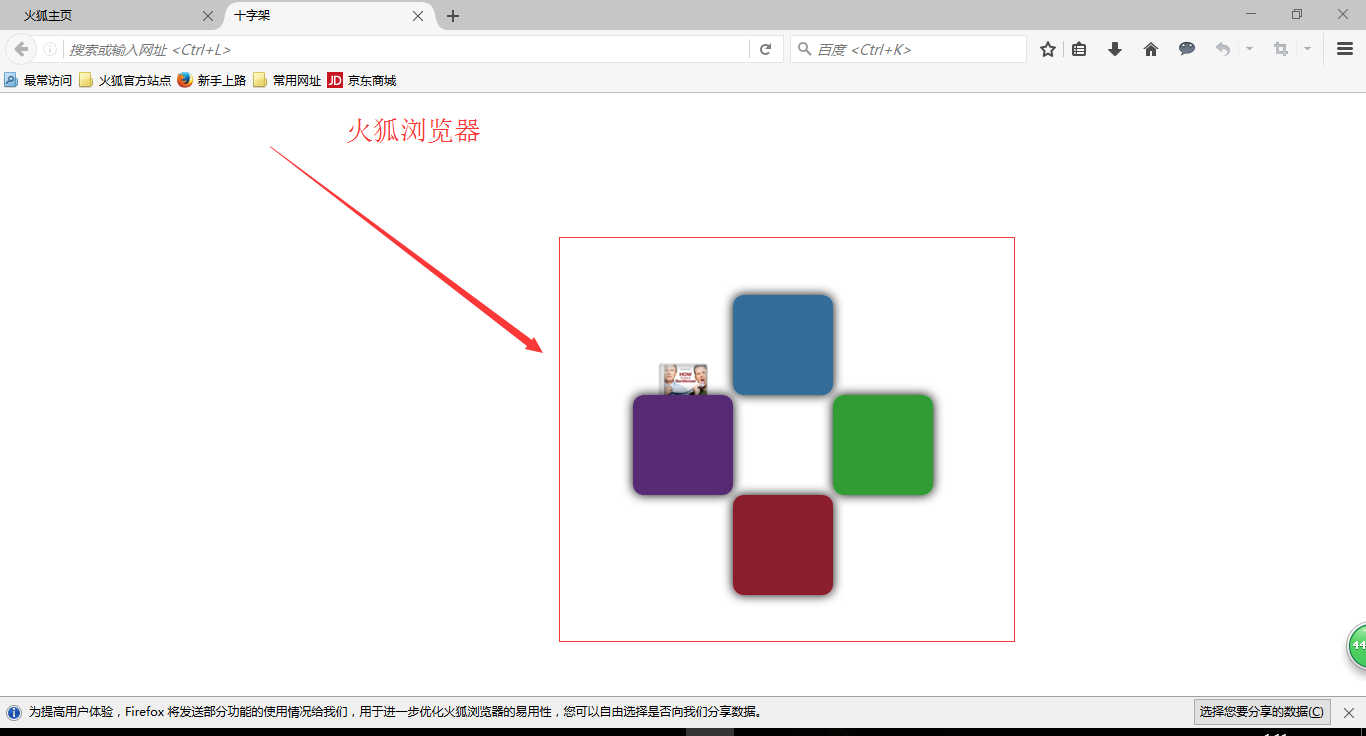 火狐主页
十字架
搜索或输入网址 <Ctrl+L>
百度 <Ctrl+K>
最常访问
火狐官方站点
新手上路
常用网址
JD 京东商城
火狐浏览器
HOW
44
为提高用户体验，Firefox 将发送部分功能的使用情况给我们，用于进一步优化火狐浏览器的易用性，您可以自由选择是否向我们分享数据。
选择您要分享的数据(C)